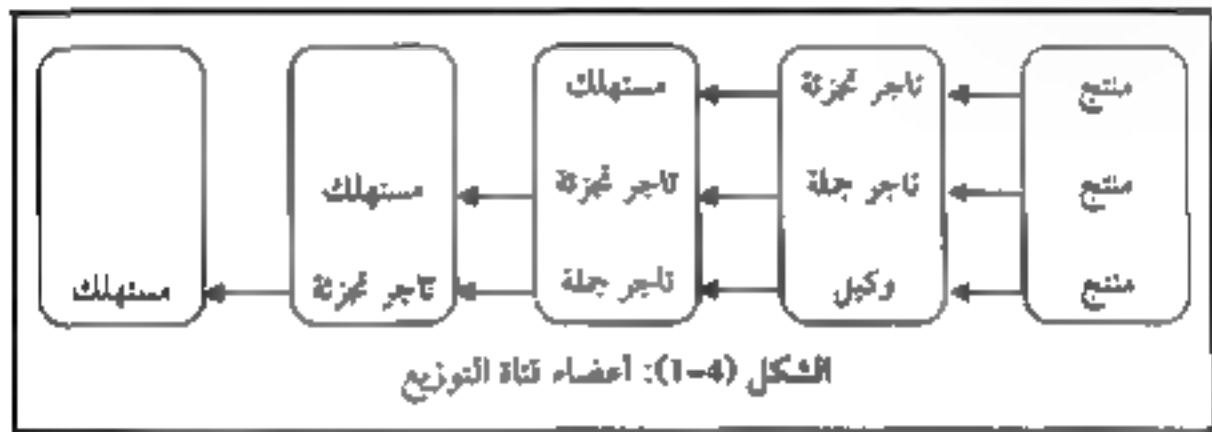 منتج تاجر تجزئة مستهلك
منتج تاجر جملة تاجر تجزئة مستهلك
منتج وكيل تاجر جملة تاجر تجزئة مستهلك
الشكل (4-1): أعضاء قناة التوزيع